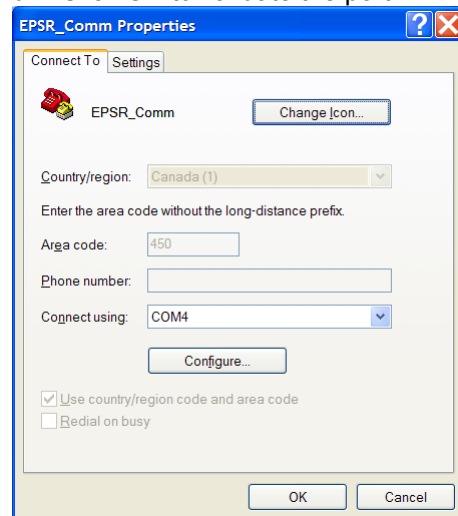 EPSR_Comm Properties
Connect To Settings
EPSR_Comm
Change Icon...
Country/region: Canada (1)
Enter the area code without the long-distance prefix.
Area code: 450
Phone number:
Connect using: COM4
Configure...
Use country/region code and area code
Redial on busy
OK Cancel